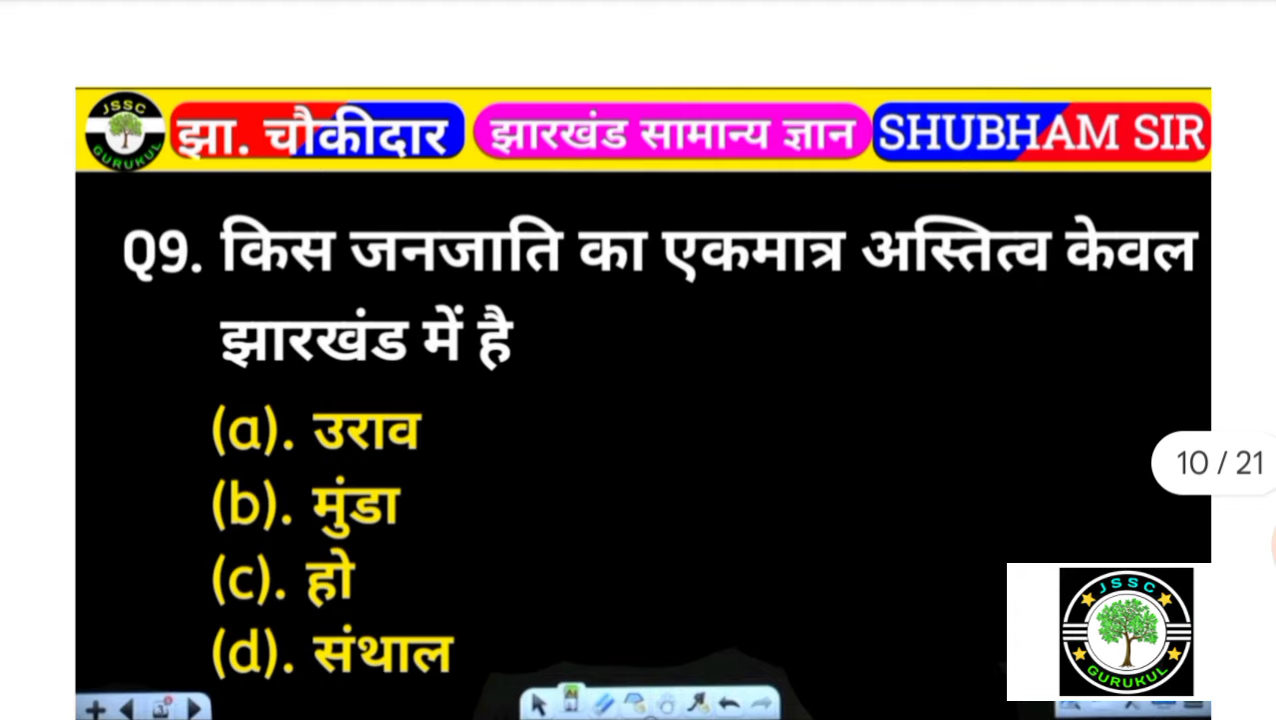 JSSC GURUKUL
झा. चौकीदार
झारखंड सामान्य ज्ञान
SHUBHAM SIR
Q9. किस जनजाति का एकमात्र अस्तित्व केवल
झारखंड में है
(a). उराव
(b). मुंडा
(c). हो
(d). संथाल
10 / 21
JSSC
GURUKUL